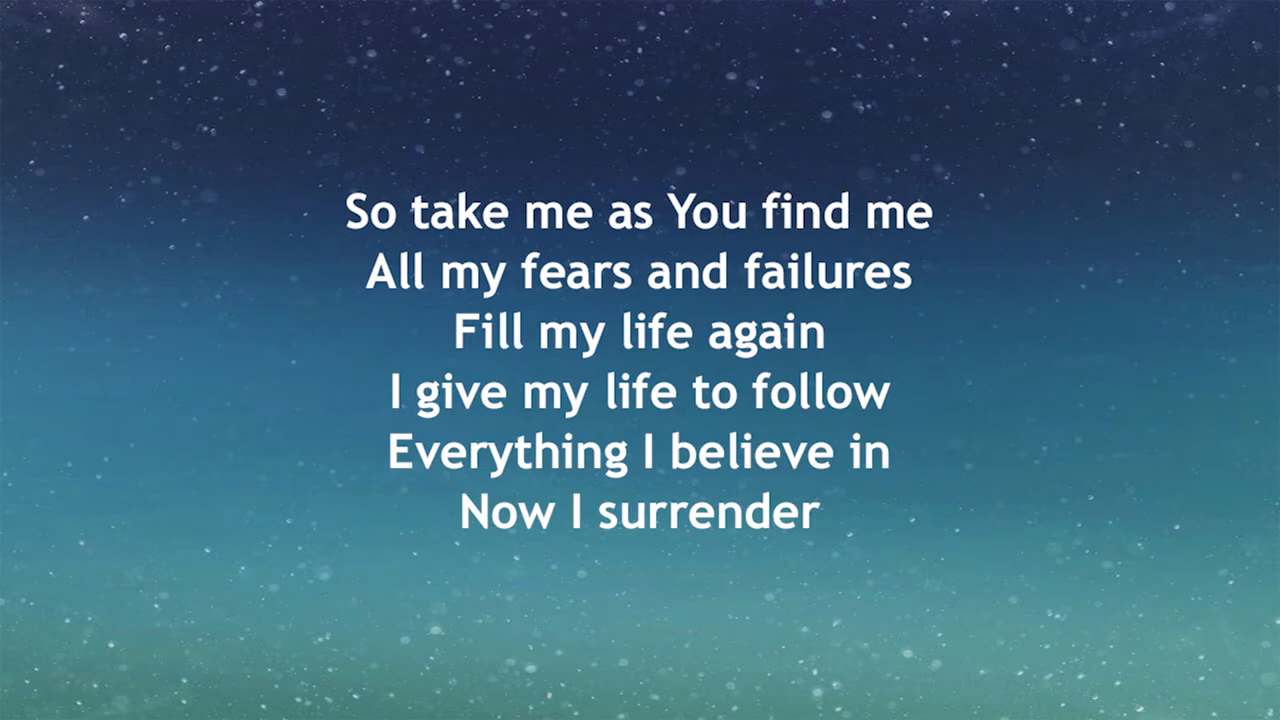 So take me as You find me
All my fears and failures
Fill my life again
I give my life to follow
Everything I believe in
Now I surrender